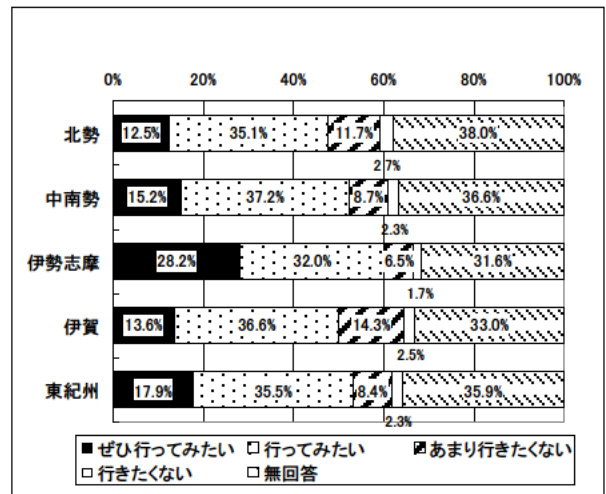 0% 20% 40% 60% 80% 100%
北勢 12.5% 35.1% 11.7% 38.0%
2.7%
中南勢 15.2% 37.2% 8.7% 36.6%
2.3%
伊勢志摩 28.2% 32.0% 6.5% 31.6%
1.7%
伊賀 13.6% 36.6% 14.3% 33.0%
2.5%
東紀州 17.9% 35.5% 8.4% 35.9%
2.3%
ぜひ行ってみたい 行ってみたい あまり行きたくない
行きたくない 無回答